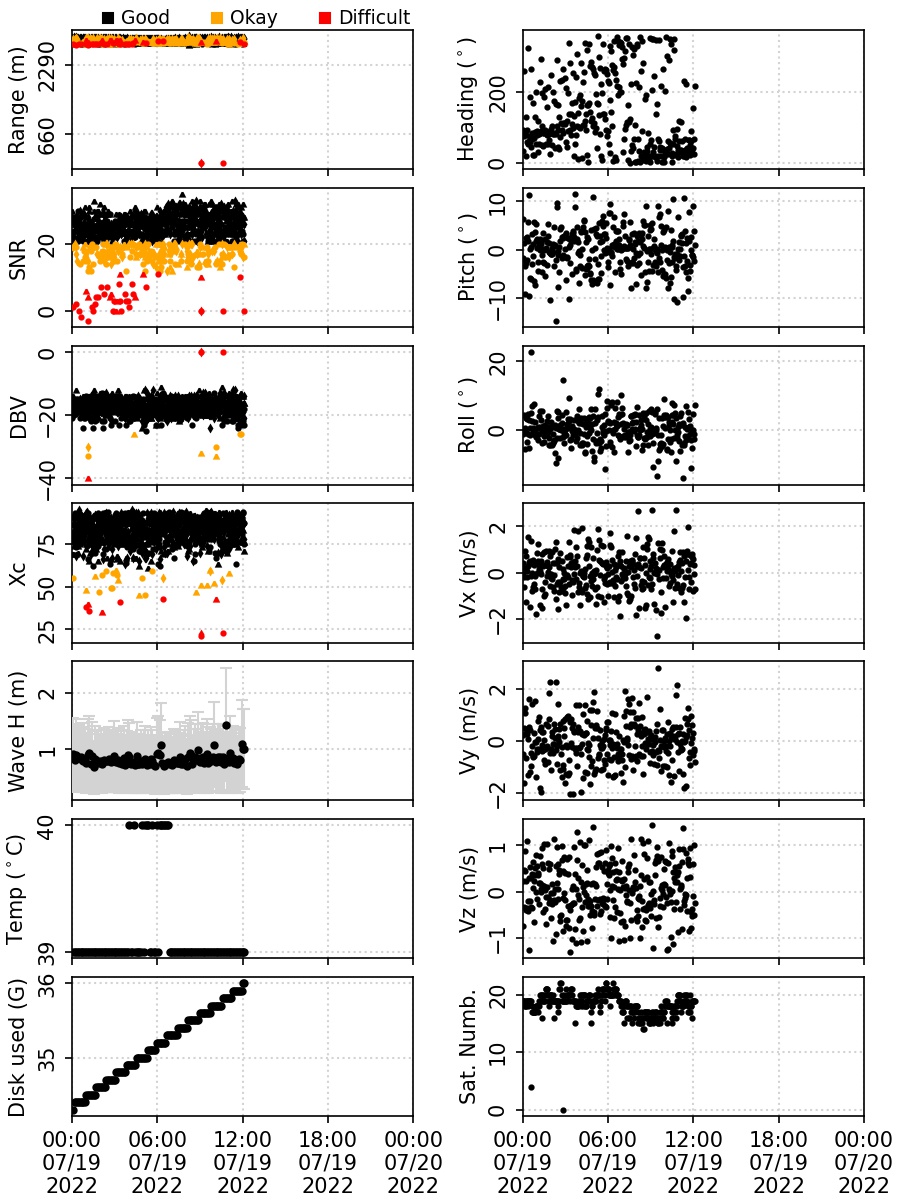 Good Okay Difficult
Range (m)
2290
660
Heading (°)
200
0
SNR
20
0
Pitch (°)
10
0
−10
DBV
0
−20
−40
Roll (°)
20
0
Xc
75
50
25
Vx (m/s)
2
0
−2
Wave H (m)
2
1
Vy (m/s)
2
0
−2
Temp (°C)
40
39
Vz (m/s)
1
0
−1
Disk used (G)
36
35
Sat. Numb.
20
10
0
00:00 06:00 12:00 18:00 00:00
07/19 07/19 07/19 07/19 07/20
2022 2022 2022 2022 2022
00:00 06:00 12:00 18:00 00:00
07/19 07/19 07/19 07/19 07/20
2022 2022 2022 2022 2022